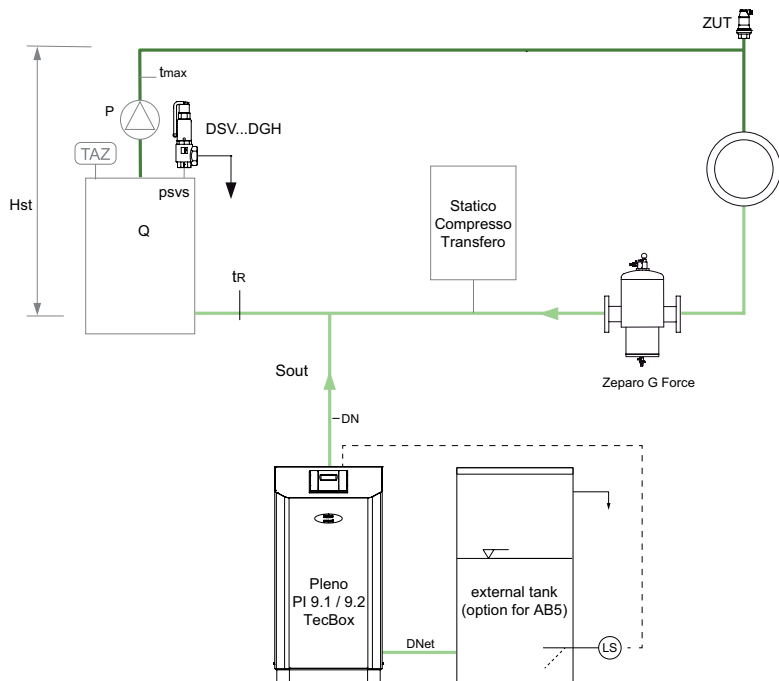 ZUT
tmax
P
DSV...DGH
TAZ
psvs
Hst
Q
Statico
Compresso
Transfero
tR
Zeparo G Force
Sout
DN
Pleno
PI 9.1 / 9.2
TecBox
external tank
(option for AB5)
DNet
LS